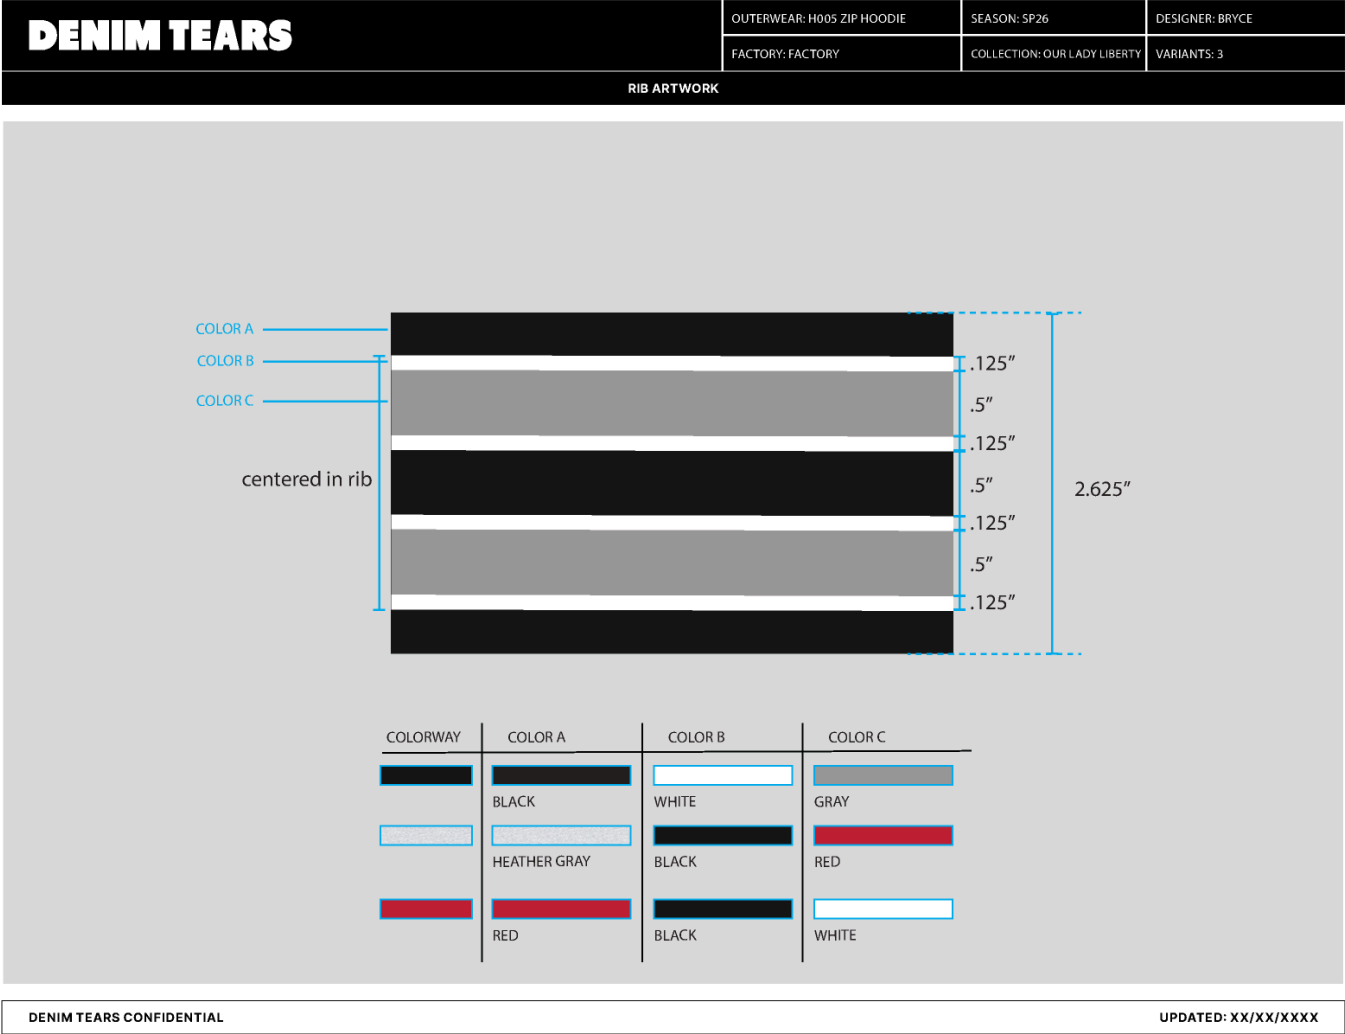 DENIM TEARS
OUTERWEAR: H005 ZIP HOODIE
SEASON: SP26
DESIGNER: BRYCE
FACTORY: FACTORY
COLLECTION: OUR LADY LIBERTY
VARIANTS: 3
RIB ARTWORK
COLOR A
COLOR B
COLOR C
centered in rib
.125”
.5”
.125”
.5”
.125”
.5”
.125”
2.625”
COLORWAY COLOR A COLOR B COLOR C
BLACK WHITE GRAY
HEATHER GRAY BLACK RED
RED BLACK WHITE
DENIM TEARS CONFIDENTIAL
UPDATED: XX/XX/XXXX